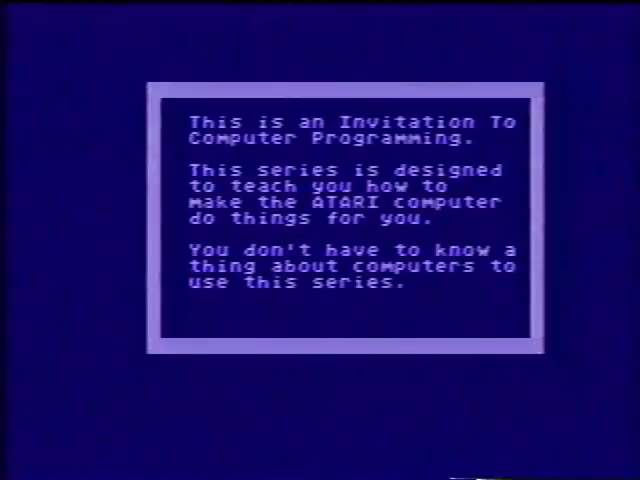 This is an Invitation To
Computer Programming.
This series is designed
to teach you how to
make the ATARI computer
do things for you.
You don't have to know a
thing about computers to
use this series.